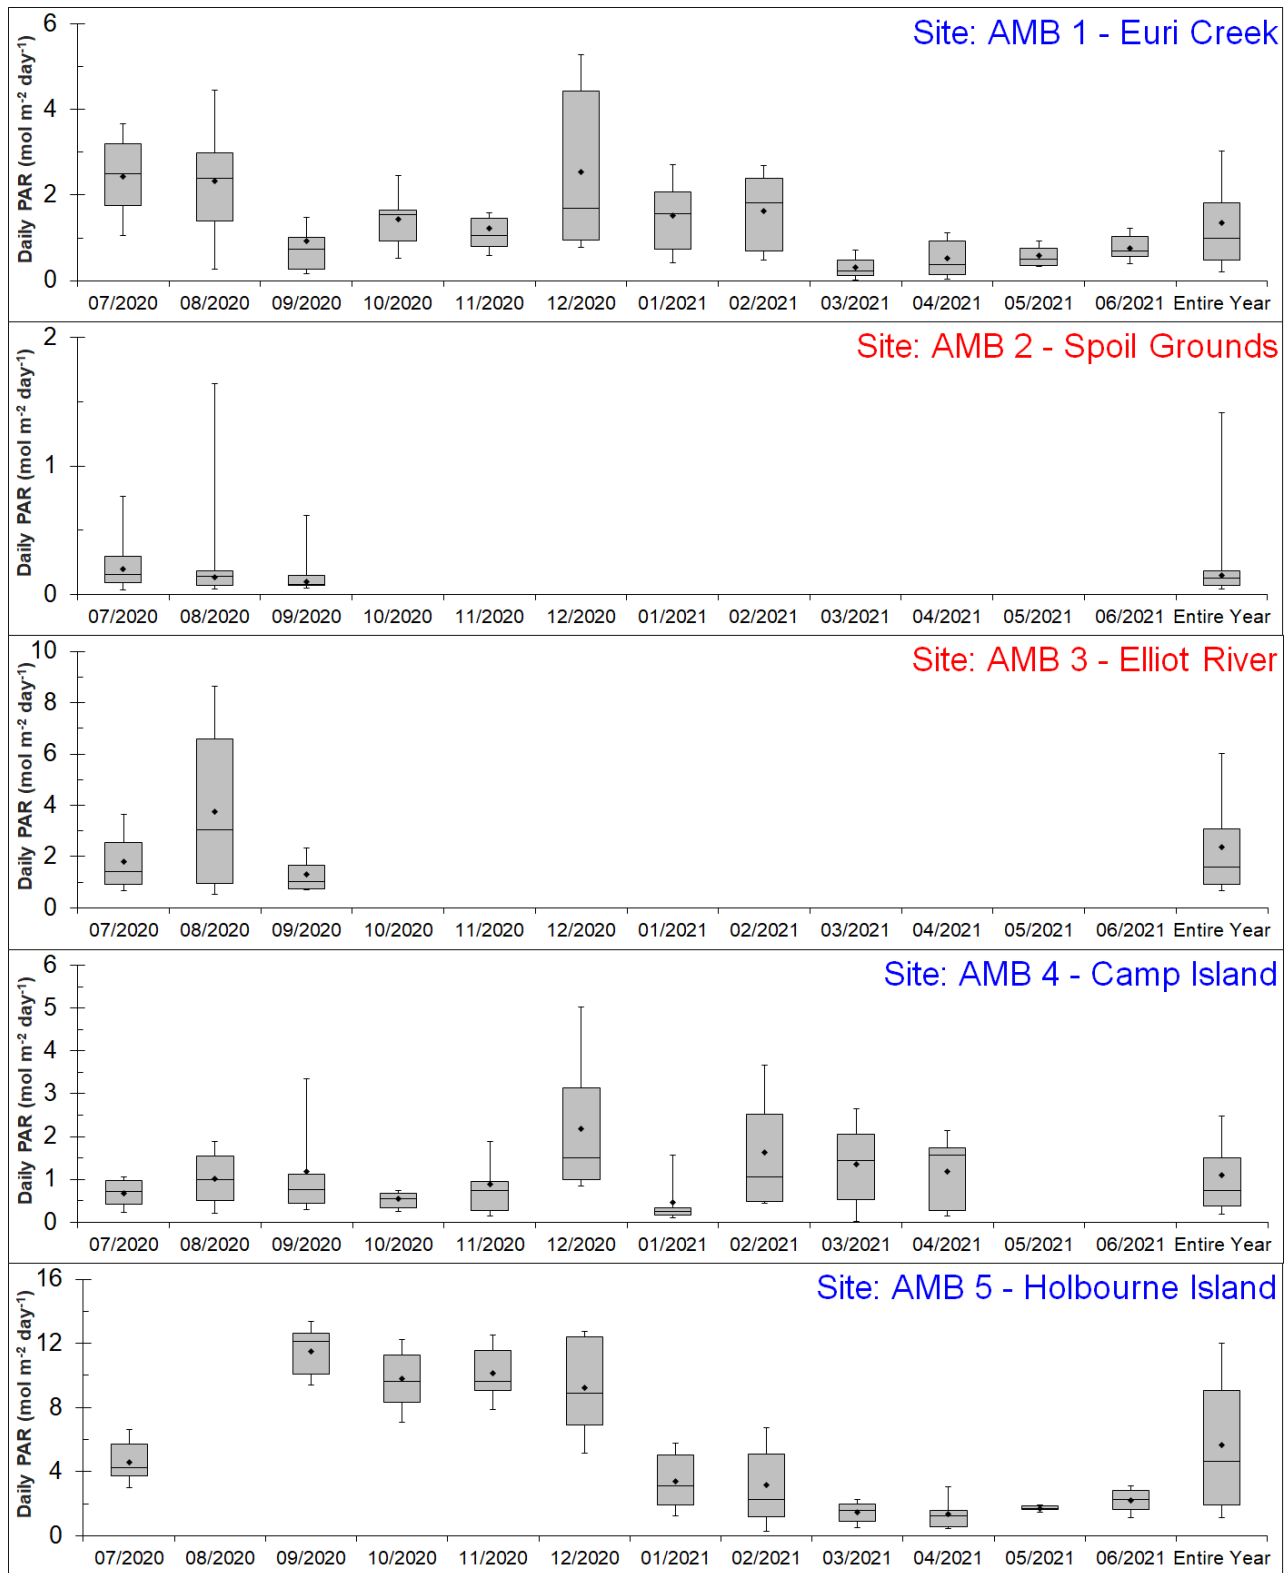 Site: AMB 1 - Euri Creek
Daily PAR (mol m-2 day-1)
6
4
2
0
07/2020 08/2020 09/2020 10/2020 11/2020 12/2020 01/2021 02/2021 03/2021 04/2021 05/2021 06/2021 Entire Year
Site: AMB 2 - Spoil Grounds
Daily PAR (mol m-2 day-1)
2
1
0
07/2020 08/2020 09/2020 10/2020 11/2020 12/2020 01/2021 02/2021 03/2021 04/2021 05/2021 06/2021 Entire Year
Site: AMB 3 - Elliot River
Daily PAR (mol m-2 day-1)
10
8
6
4
2
0
07/2020 08/2020 09/2020 10/2020 11/2020 12/2020 01/2021 02/2021 03/2021 04/2021 05/2021 06/2021 Entire Year
Site: AMB 4 - Camp Island
Daily PAR (mol m-2 day-1)
6
5
4
3
2
1
0
07/2020 08/2020 09/2020 10/2020 11/2020 12/2020 01/2021 02/2021 03/2021 04/2021 05/2021 06/2021 Entire Year
Site: AMB 5 - Holbourne Island
Daily PAR (mol m-2 day-1)
16
12
8
4
0
07/2020 08/2020 09/2020 10/2020 11/2020 12/2020 01/2021 02/2021 03/2021 04/2021 05/2021 06/2021 Entire Year